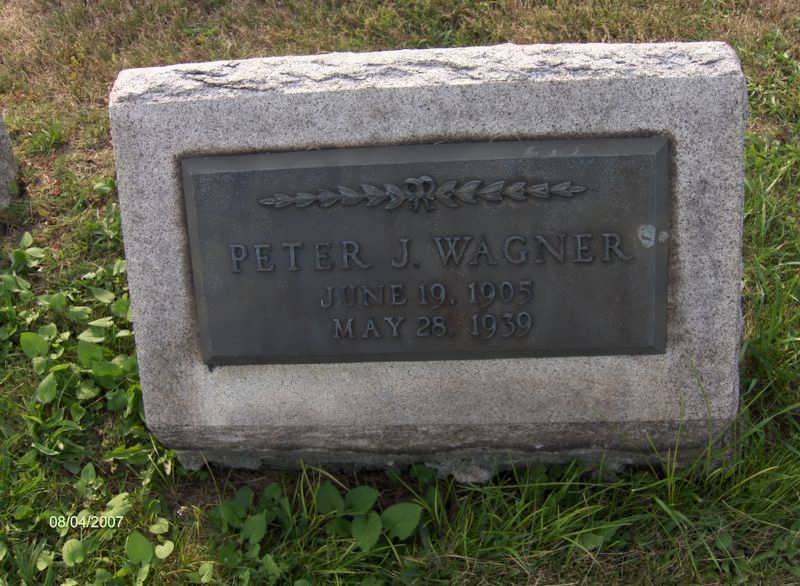 PETER J. WAGNER
JUNE 19, 1905
MAY 28, 1939
08/04/2007